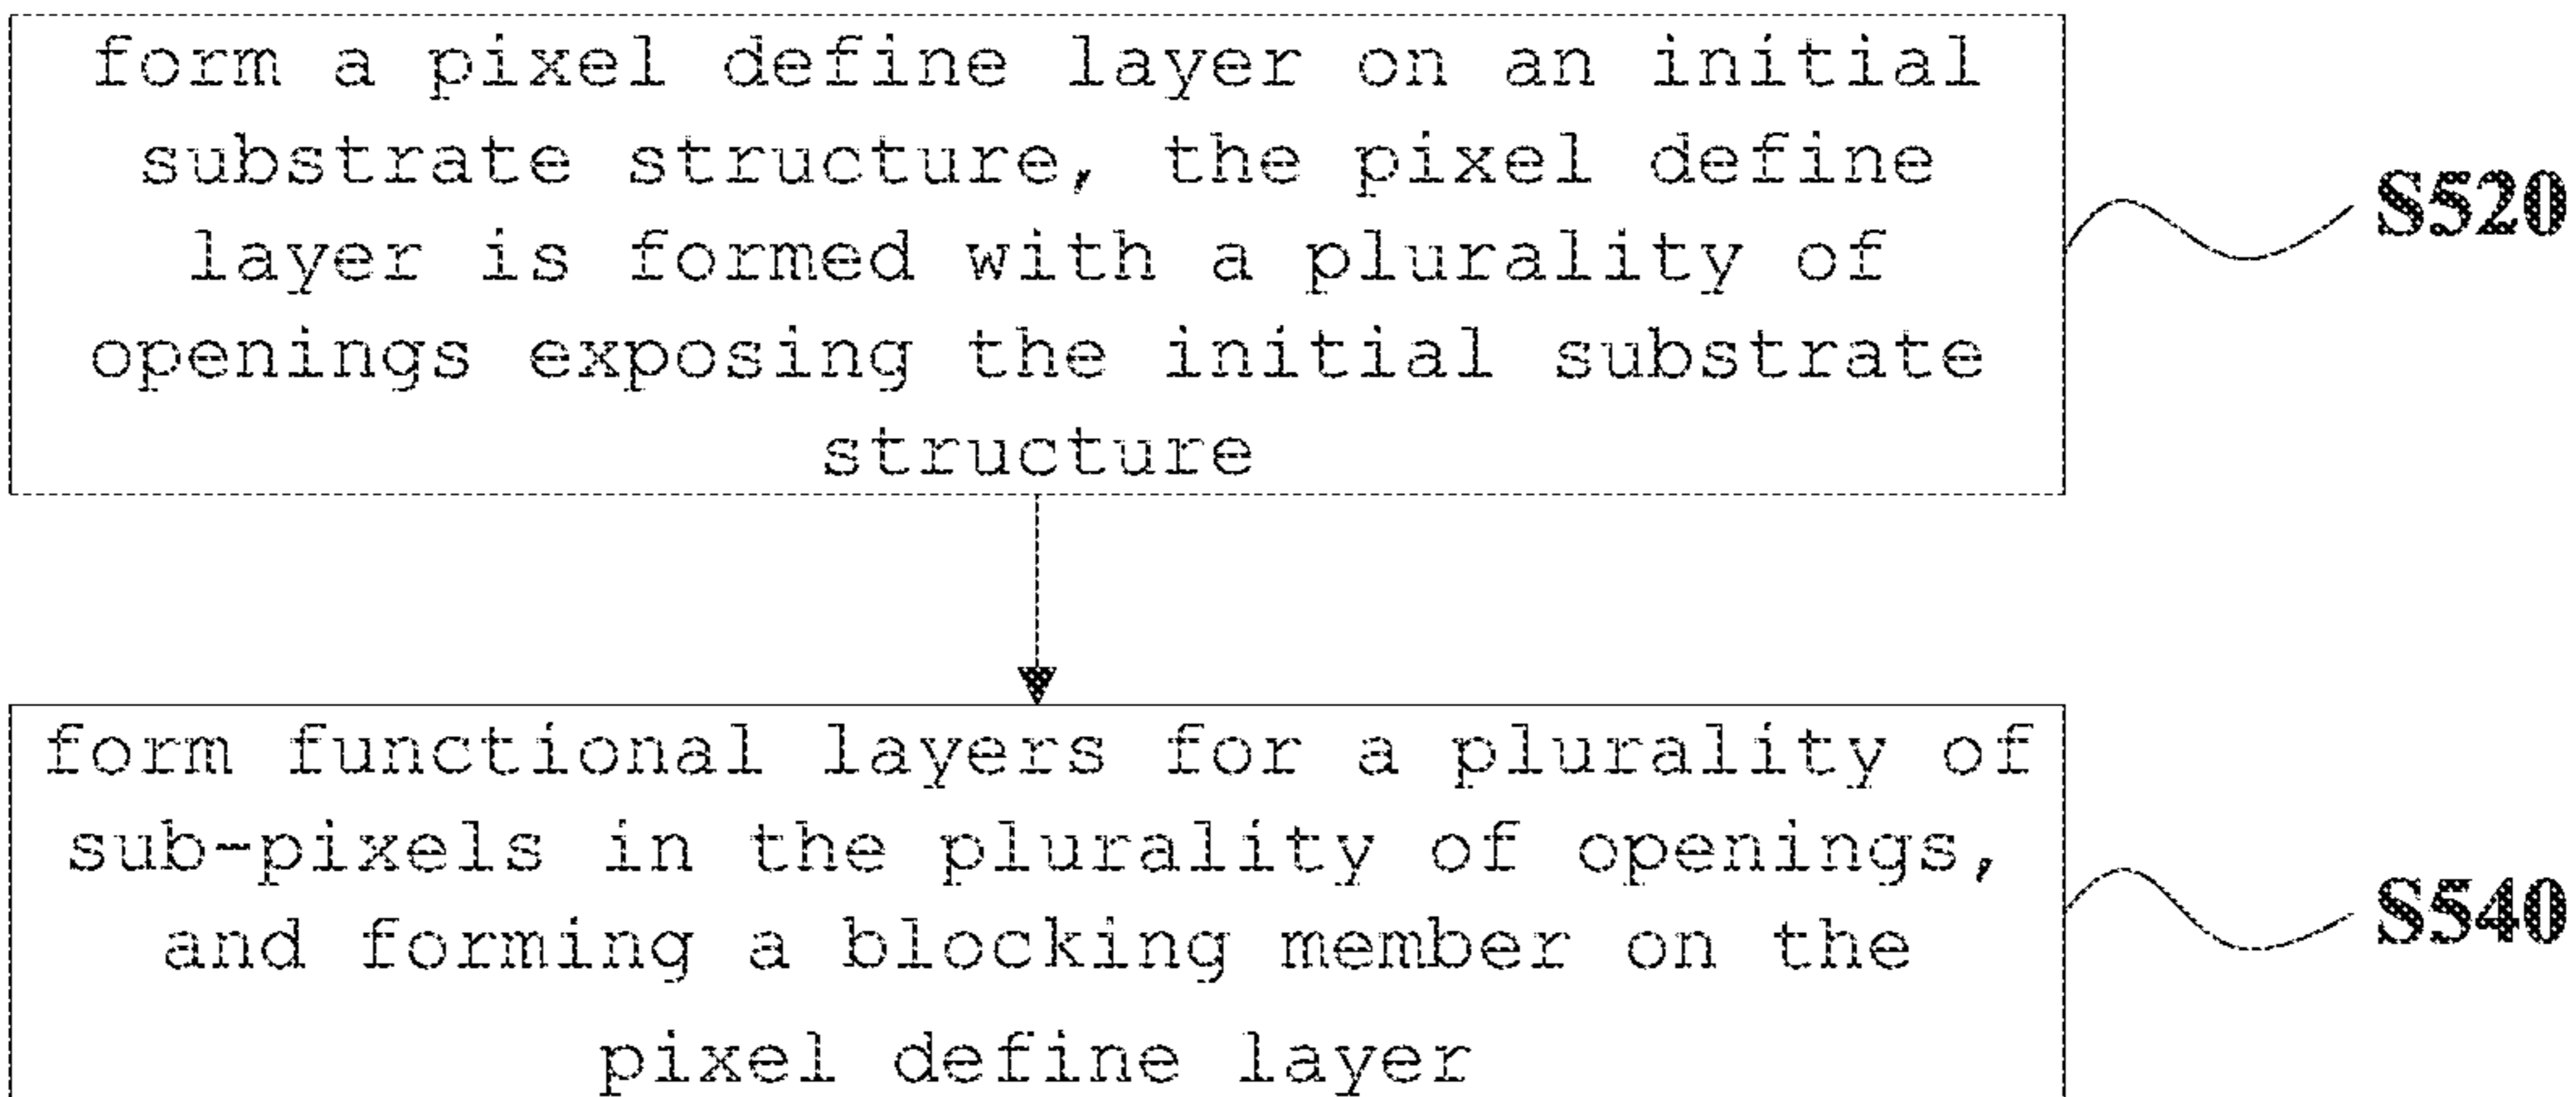 form a pixel define layer on an initial
substrate structure, the pixel define
layer is formed with a plurality of
openings exposing the initial substrate
structure
S520
form functional layers for a plurality of
sub-pixels in the plurality of openings,
and forming a blocking member on the
pixel define layer
S540